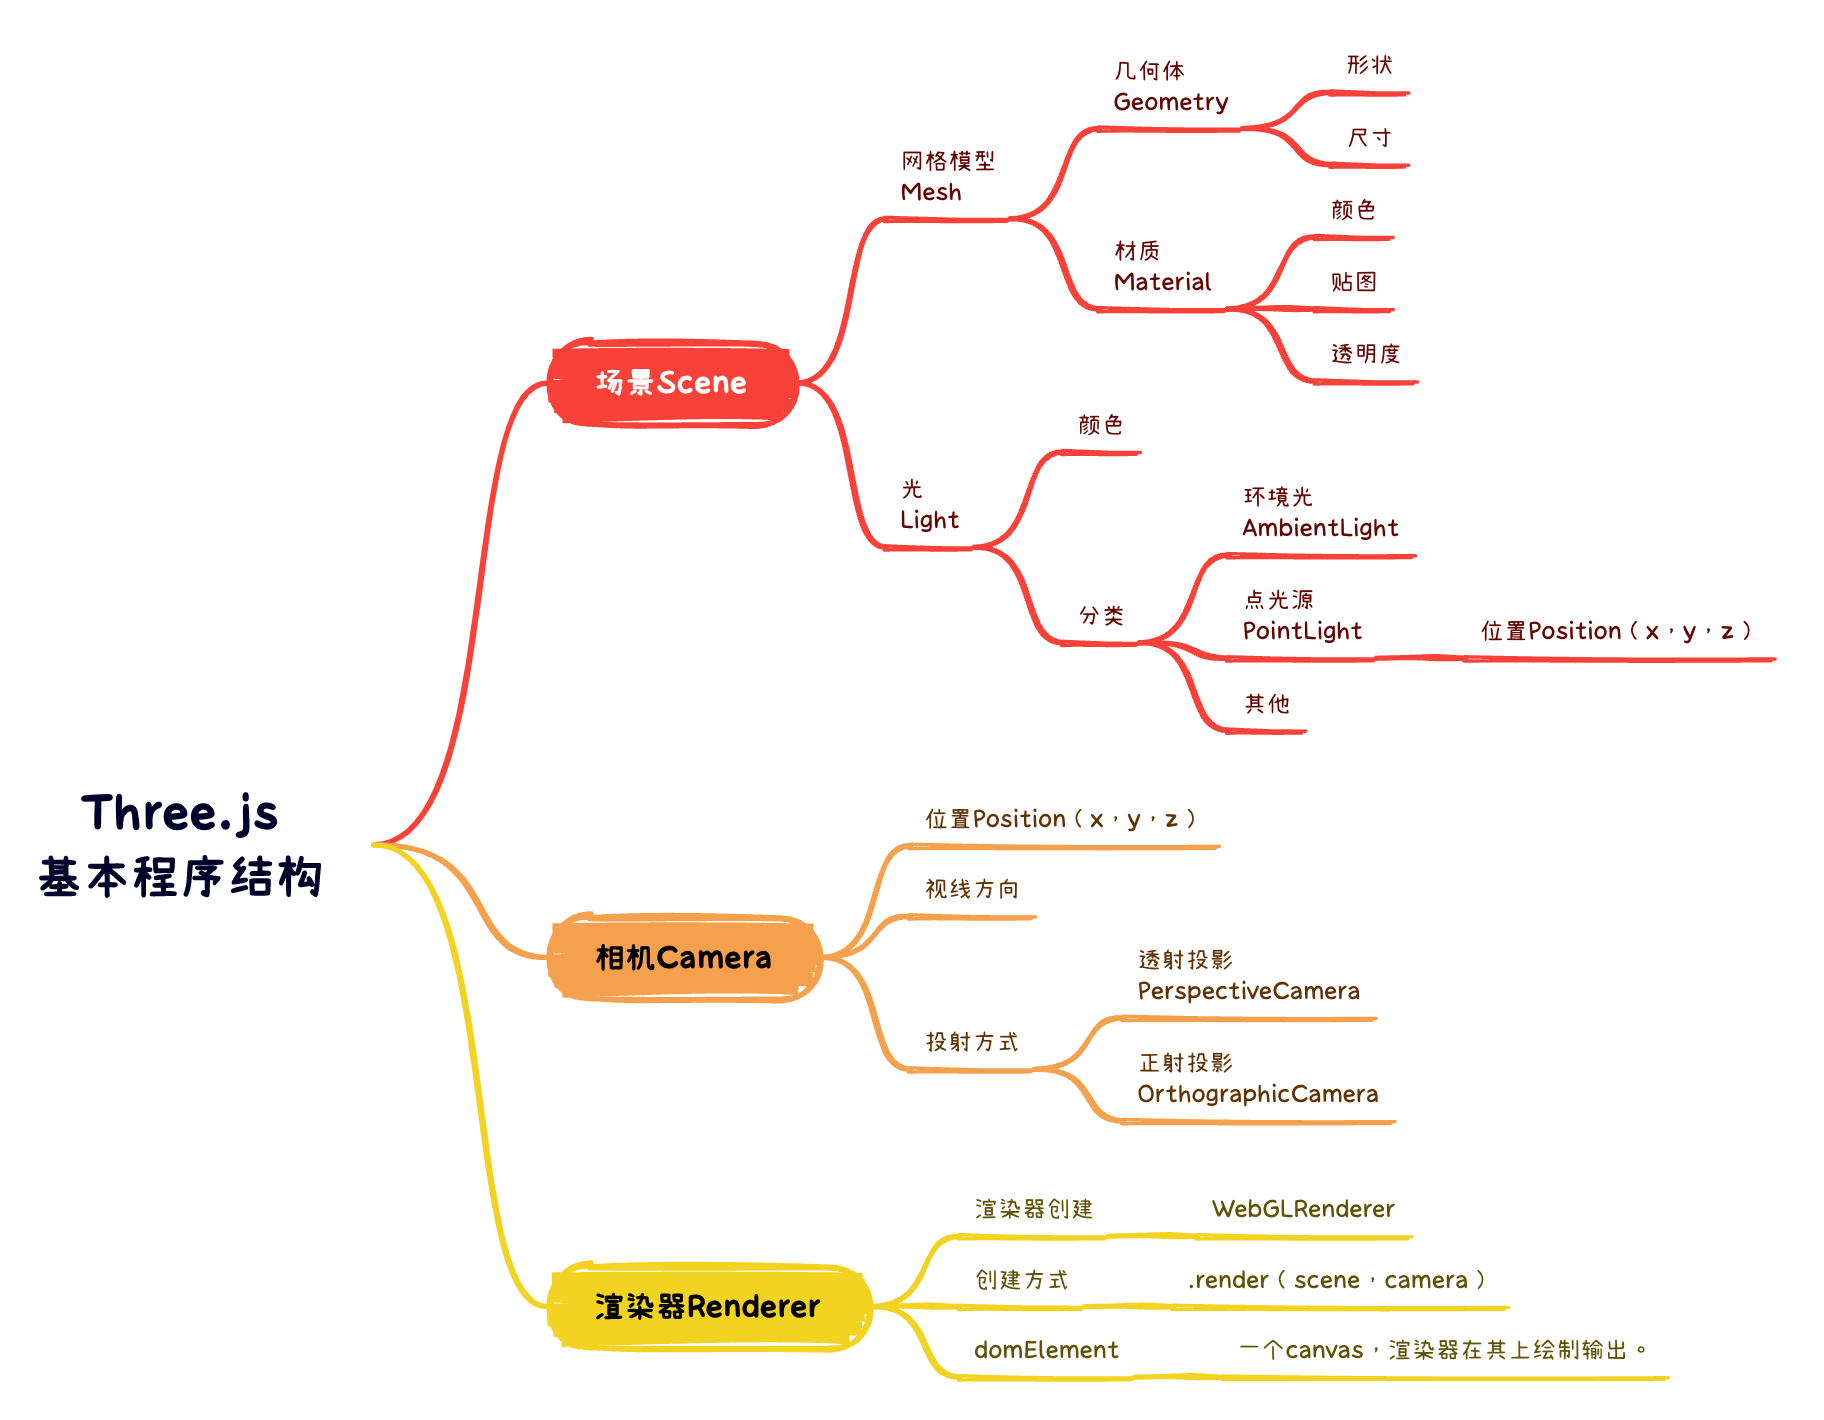 Three.js
基本程序结构
场景Scene
网格模型
Mesh
几何体
Geometry
形状
尺寸
材质
Material
颜色
贴图
透明度
光
Light
颜色
分类
环境光
AmbientLight
点光源
PointLight
位置Position（x，y，z）
其他
相机Camera
位置Position（x，y，z）
视线方向
投射方式
透射投影
PerspectiveCamera
正射投影
OrthographicCamera
渲染器Renderer
渲染器创建
WebGLRenderer
创建方式
.render（scene，camera）
domElement
一个canvas，渲染器在其上绘制输出。